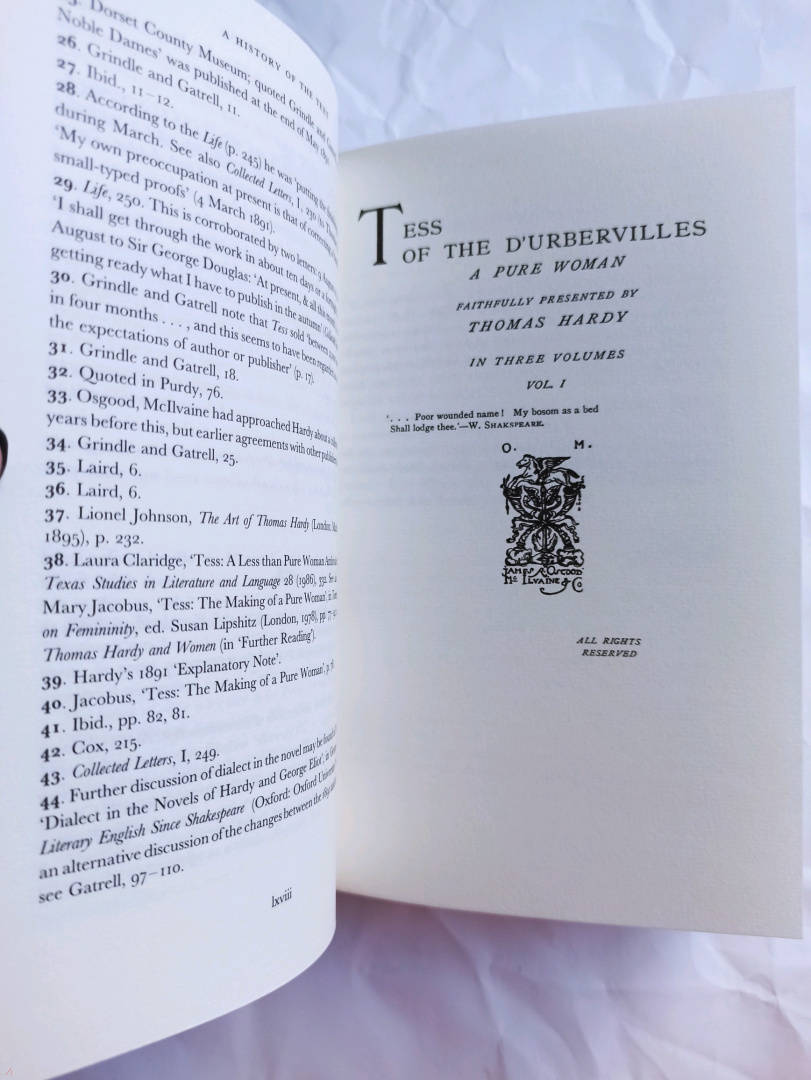 A HISTORY OF THE TEXT
Dorset County Museum; quoted Grindle and
Noble Dames' was published at the end of May 1891
26. Grindle and Gatrell, 11.
27. Ibid., 11–12.
28. According to the Life (p. 245) he was 'putting the
during March. See also Collected Letters, I, 230
'My own preoccupation at present is that of correcting
small-typed proofs' (4 March 1891).
29. Life, 250. This is corroborated by two letters: 9 August
'I shall get through the work in about ten days or a
August to Sir George Douglas: 'At present, & all this
getting ready what I have to publish in the autumn'
30. Grindle and Gatrell note that Tess sold 'between
in four months . . . , and this seems to have been
the expectations of author or publisher' (p. 17).
31. Grindle and Gatrell, 18.
32. Quoted in Purdy, 76.
33. Osgood, McIlvaine had approached Hardy about a
years before this, but earlier agreements with other
34. Grindle and Gatrell, 25.
35. Laird, 6.
36. Laird, 6.
37. Lionel Johnson, The Art of Thomas Hardy (London,
1895), p. 232.
38. Laura Claridge, 'Tess: A Less than Pure Woman
Texas Studies in Literature and Language 28 (1986), See
Mary Jacobus, 'Tess: The Making of a Pure Woman', in
on Femininity, ed. Susan Lipshitz (London, 1978), pp.
Thomas Hardy and Women (in 'Further Reading').
39. Hardy's 1891 'Explanatory Note'.
40. Jacobus, 'Tess: The Making of a Pure Woman', p.
41. Ibid., pp. 82, 81.
42. Cox, 215.
43. Collected Letters, I, 249.
44. Further discussion of dialect in the novel may be found
'Dialect in the Novels of Hardy and George Eliot', in
Literary English Since Shakespeare (Oxford: Oxford
an alternative discussion of the changes between the
see Gatrell, 97–110.
lxviii
TESS
OF THE D'URBERVILLES
A PURE WOMAN
FAITHFULLY PRESENTED BY
THOMAS HARDY
IN THREE VOLUMES
VOL. I
'. . . Poor wounded name! My bosom as a bed
Shall lodge thee.'—W. SHAKSPEARE.
O. M.
JAMES R OSGOOD
Mc ILVAINE & Co
ALL RIGHTS
RESERVED